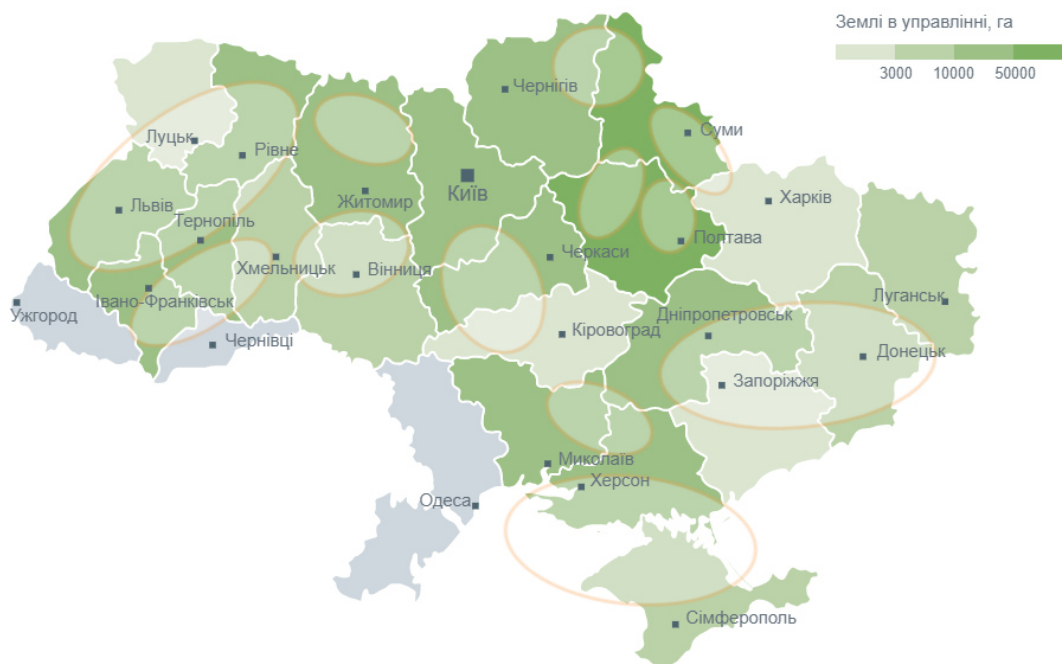 Землі в управлінні, га
3000 10000 50000
Чернігів
Суми
Луцьк
Рівне
Київ
Житомир
Харків
Львів
Тернопіль
Полтава
Черкаси
Хмельницьк
Вінниця
Івано-Франківськ
Луганськ
Ужгород
Дніпропетровськ
Кіровоград
Чернівці
Донецьк
Запоріжжя
Миколаїв
Херсон
Одеса
Сімферополь